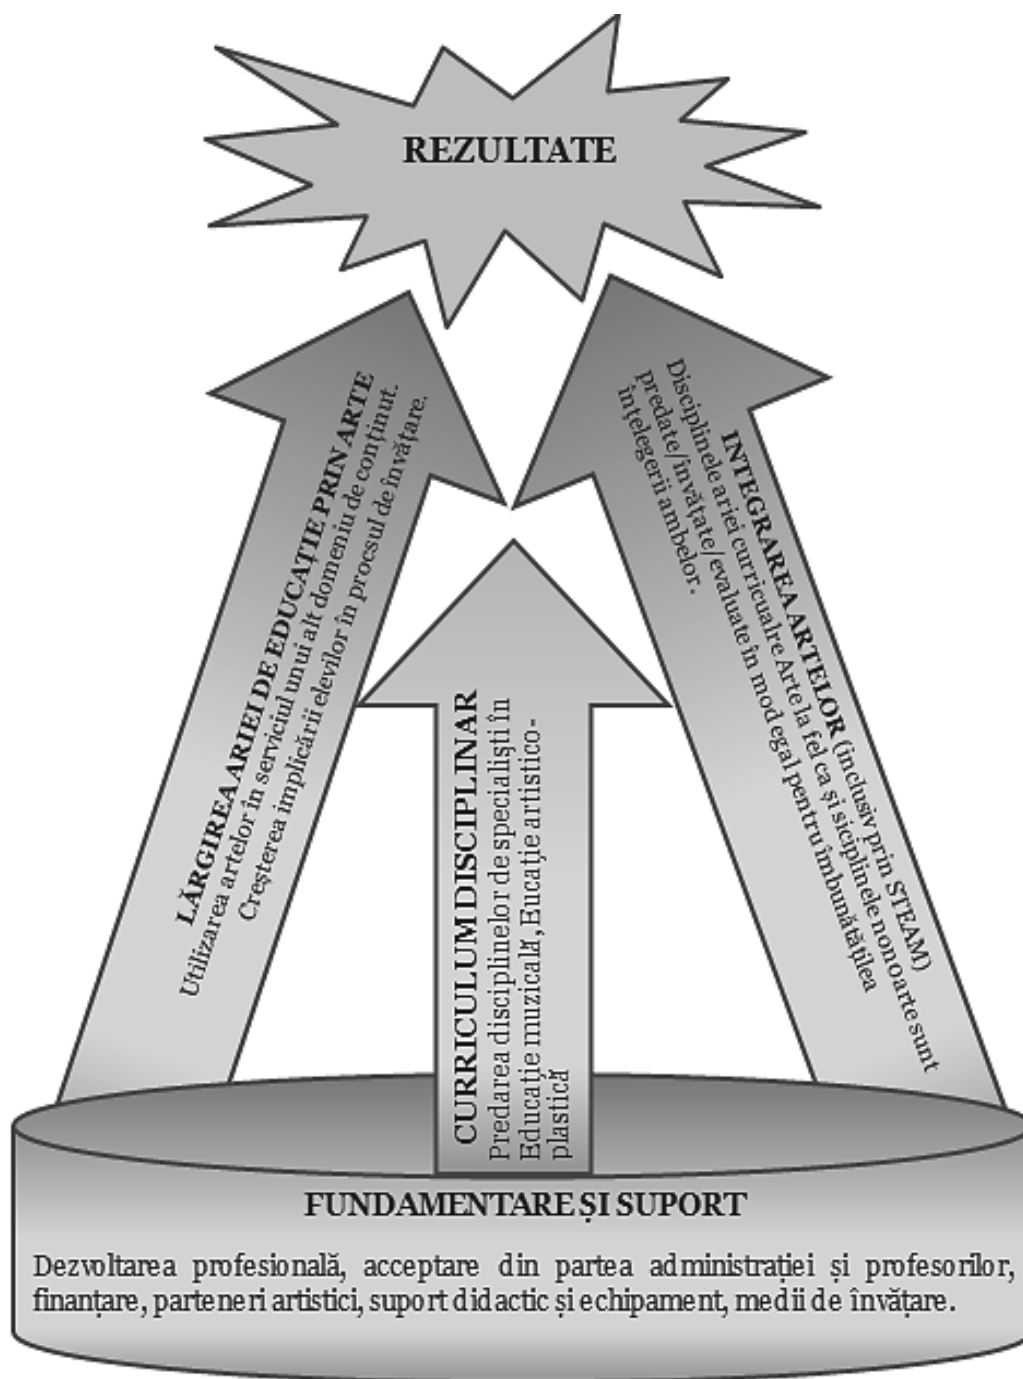 REZULTATE
LĂRGIREA ARIEI DE EDUCAȚIE PRIN ARTE
Utilizarea artelor în serviciul unui alt domeniu de conținut.
Creșterea implicării elevilor în procsul de învățare.
CURRICULUM DISCIPLINAR
Predarea disciplinelor de specialiști în
Educație muzicală, Eucație artistico-
plastică
INTEGRAREA ARTELOR (inclusiv prin STEAM)
Disciplinele ariei curricualre Arte la fel ca și siciplinele nonoarte sunt
predate/învățate/evaluate în mod egal pentru îmbunătățilea
înțelegerii ambelor.
FUNDAMENTARE ȘI SUPORT
Dezvoltarea profesională, acceptare din partea administrației și profesorilor,
finanțare, parteneri artistici, suport didactic și echipament, medii de învățare.